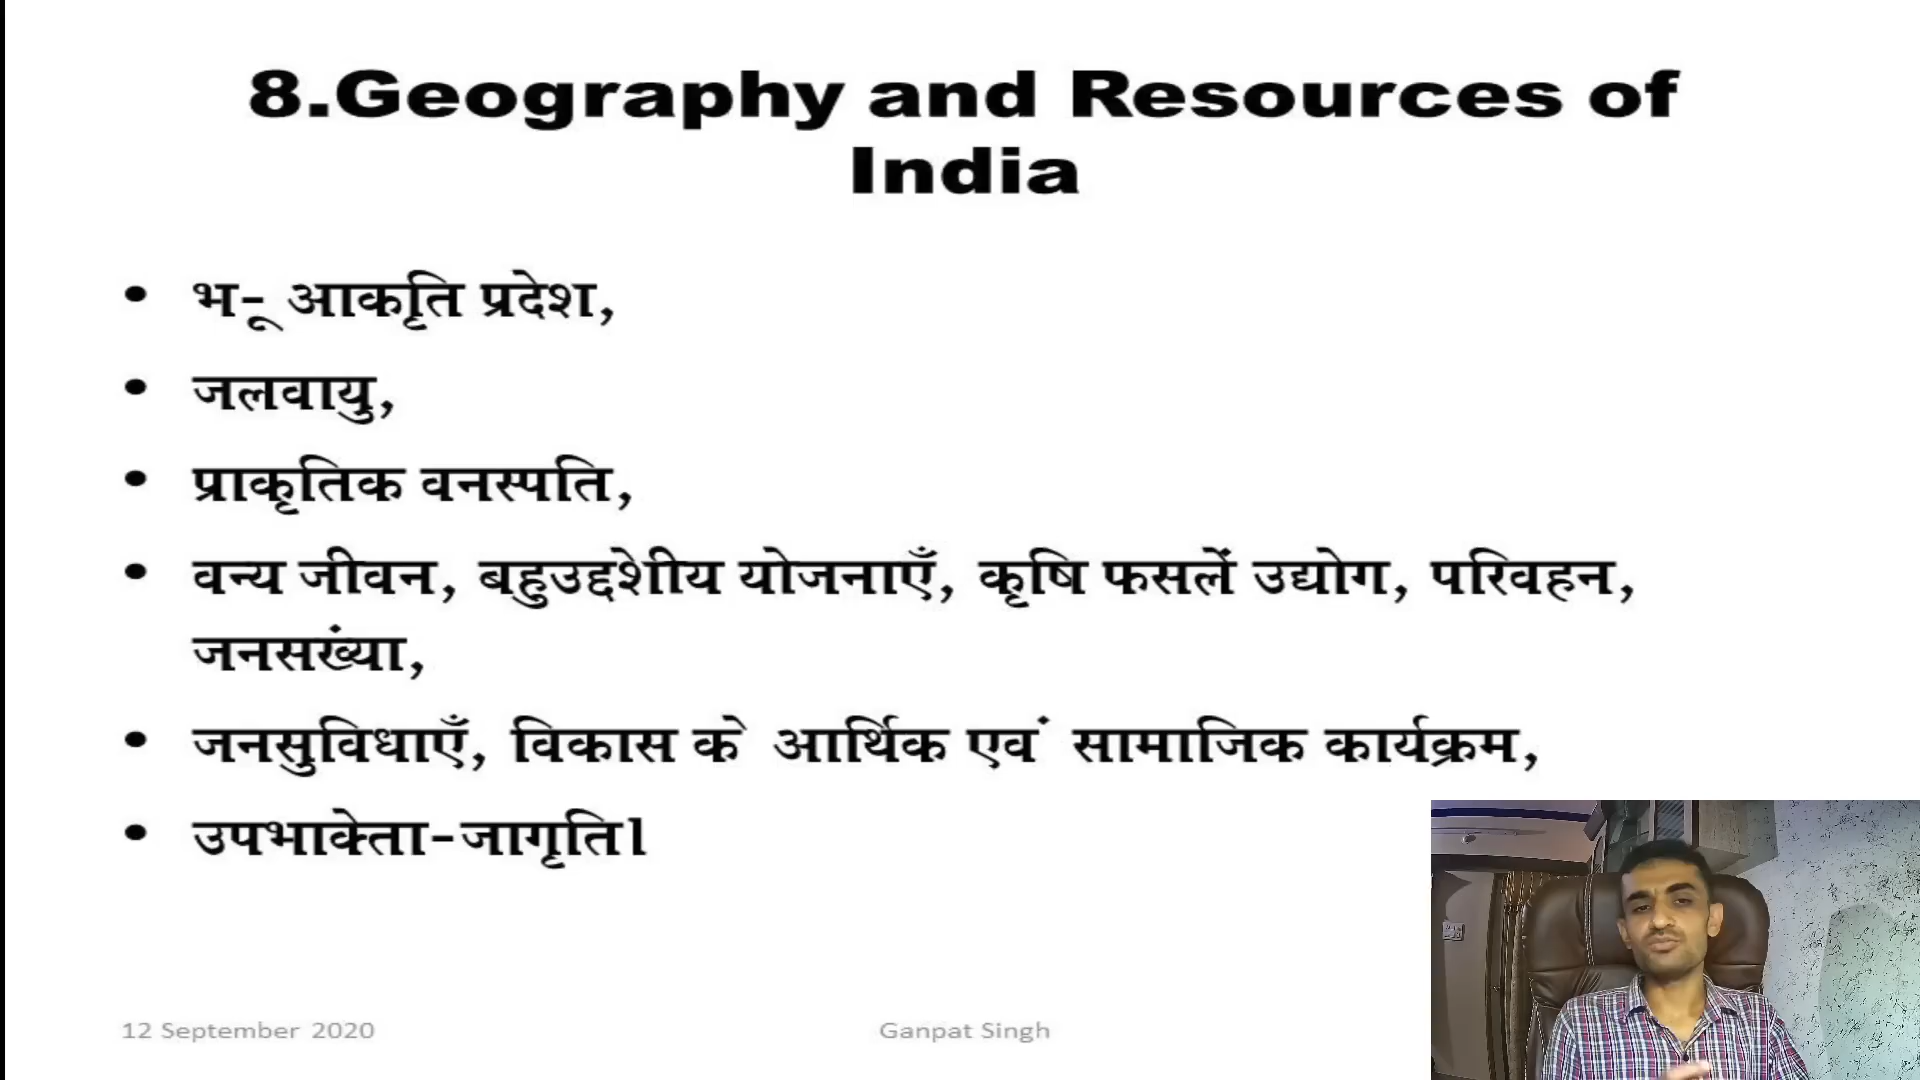 8.Geography and Resources of
India
• भ-ू आकृति प्रदेश,
• जलवायु,
• प्राकृतिक वनस्पति,
• वन्य जीवन, बहुउद्दशेीय योजनाएँ, कृषि फसलें उद्योग, परिवहन,
जनसख्ंया,
• जनसुविधाएँ, विकास के आर्थिक एवं सामाजिक कार्यक्रम,
• उपभाक्ेता-जागृति।
12 September 2020
Ganpat Singh